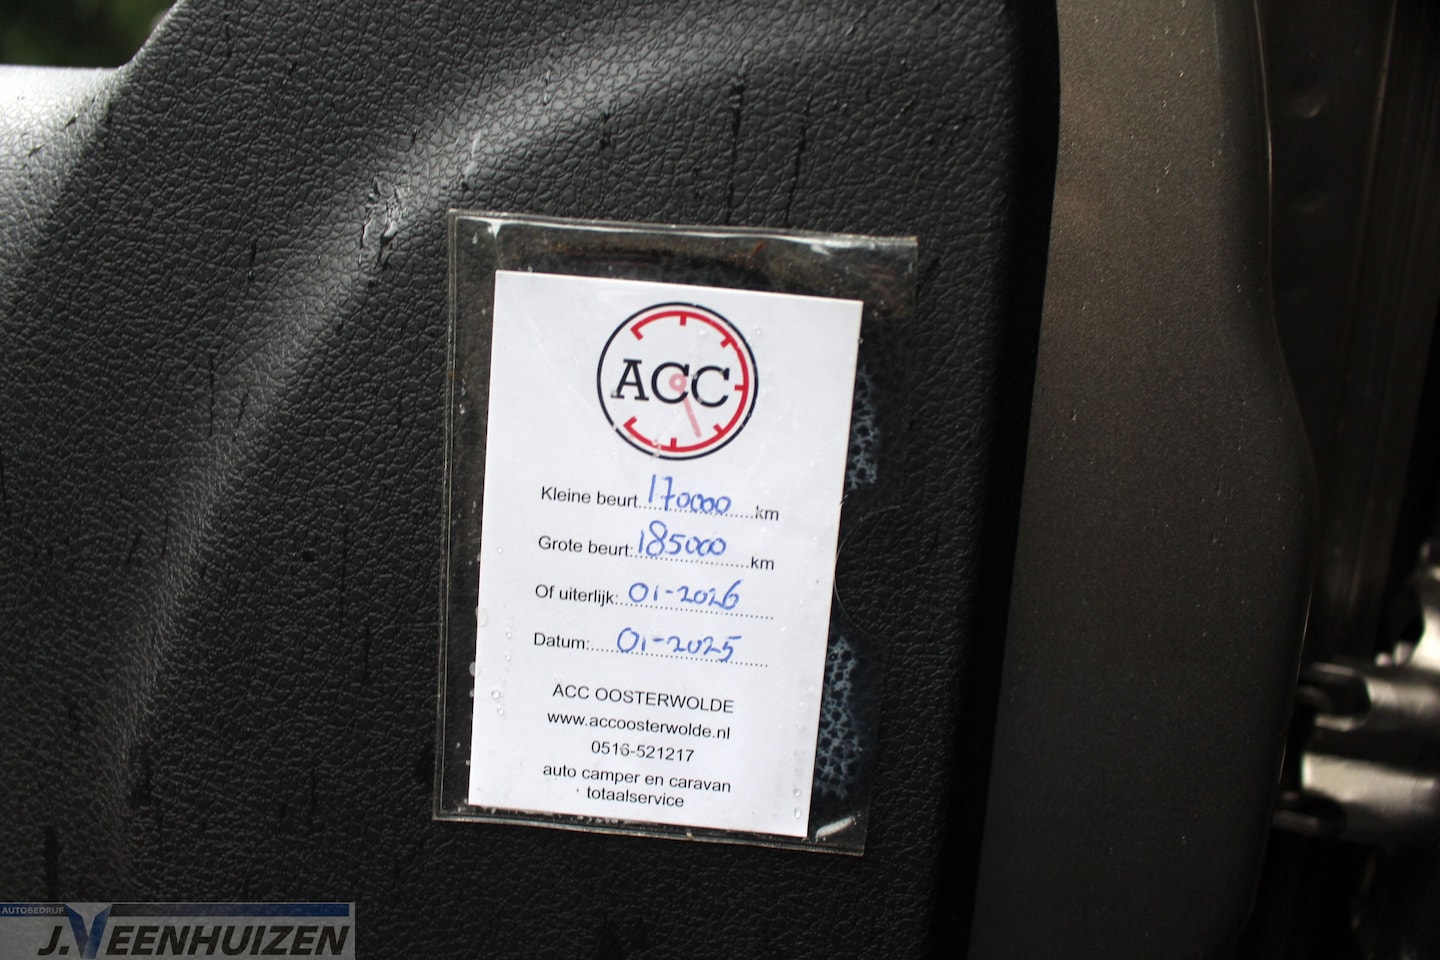 ACC
Kleine beurt 170000 km
Grote beurt: 185000 km
Of uiterlijk: 01-2026
Datum: 01-2025
ACC OOSTERWOLDE
www.accoosterwolde.nl
0516-521217
auto camper en caravan
totaalservice
AUTOBEDRIJF
J.VEENHUIZEN